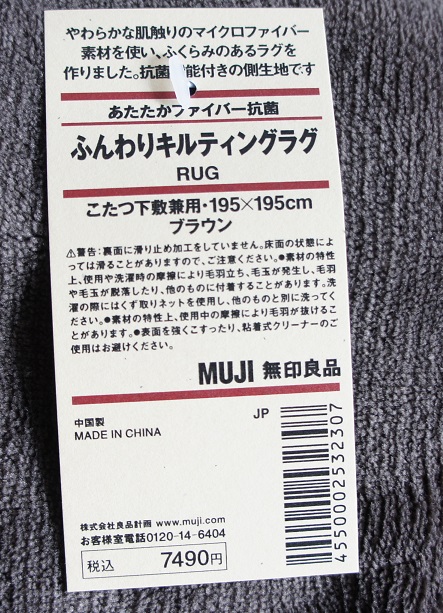 やわらかな肌触りのマイクロファイバー
素材を使い、ふくらみのあるラグを
作りました。抗菌 能付きの側生地です
あたたかファイバー抗菌
ふんわりキルティングラグ
RUG
こたつ下敷兼用・195×195cm
ブラウン
⚠警告：裏面に滑り止め加工をしていません。床面の状態によ
っては滑ることがありますので、ご注意ください。●素材の特性
上、使用や洗濯時の摩擦により毛羽立ち、毛玉が発生し、毛羽
や毛玉が脱落したり、他のものに付着することがあります。洗
濯の際にはくず取りネットを使用し、他のものと別に洗ってく
ださい。●素材の特性上、使用中の摩擦により毛羽が抜けるこ
とがあります。●表面を強くこすったり、粘着式クリーナーのご
使用はお避けください。
MUJI 無印良品
中国製
MADE IN CHINA
JP
4550002532307
株式会社良品計画 www.muji.com
お客様室電話0120-14-6404
税込 7490円